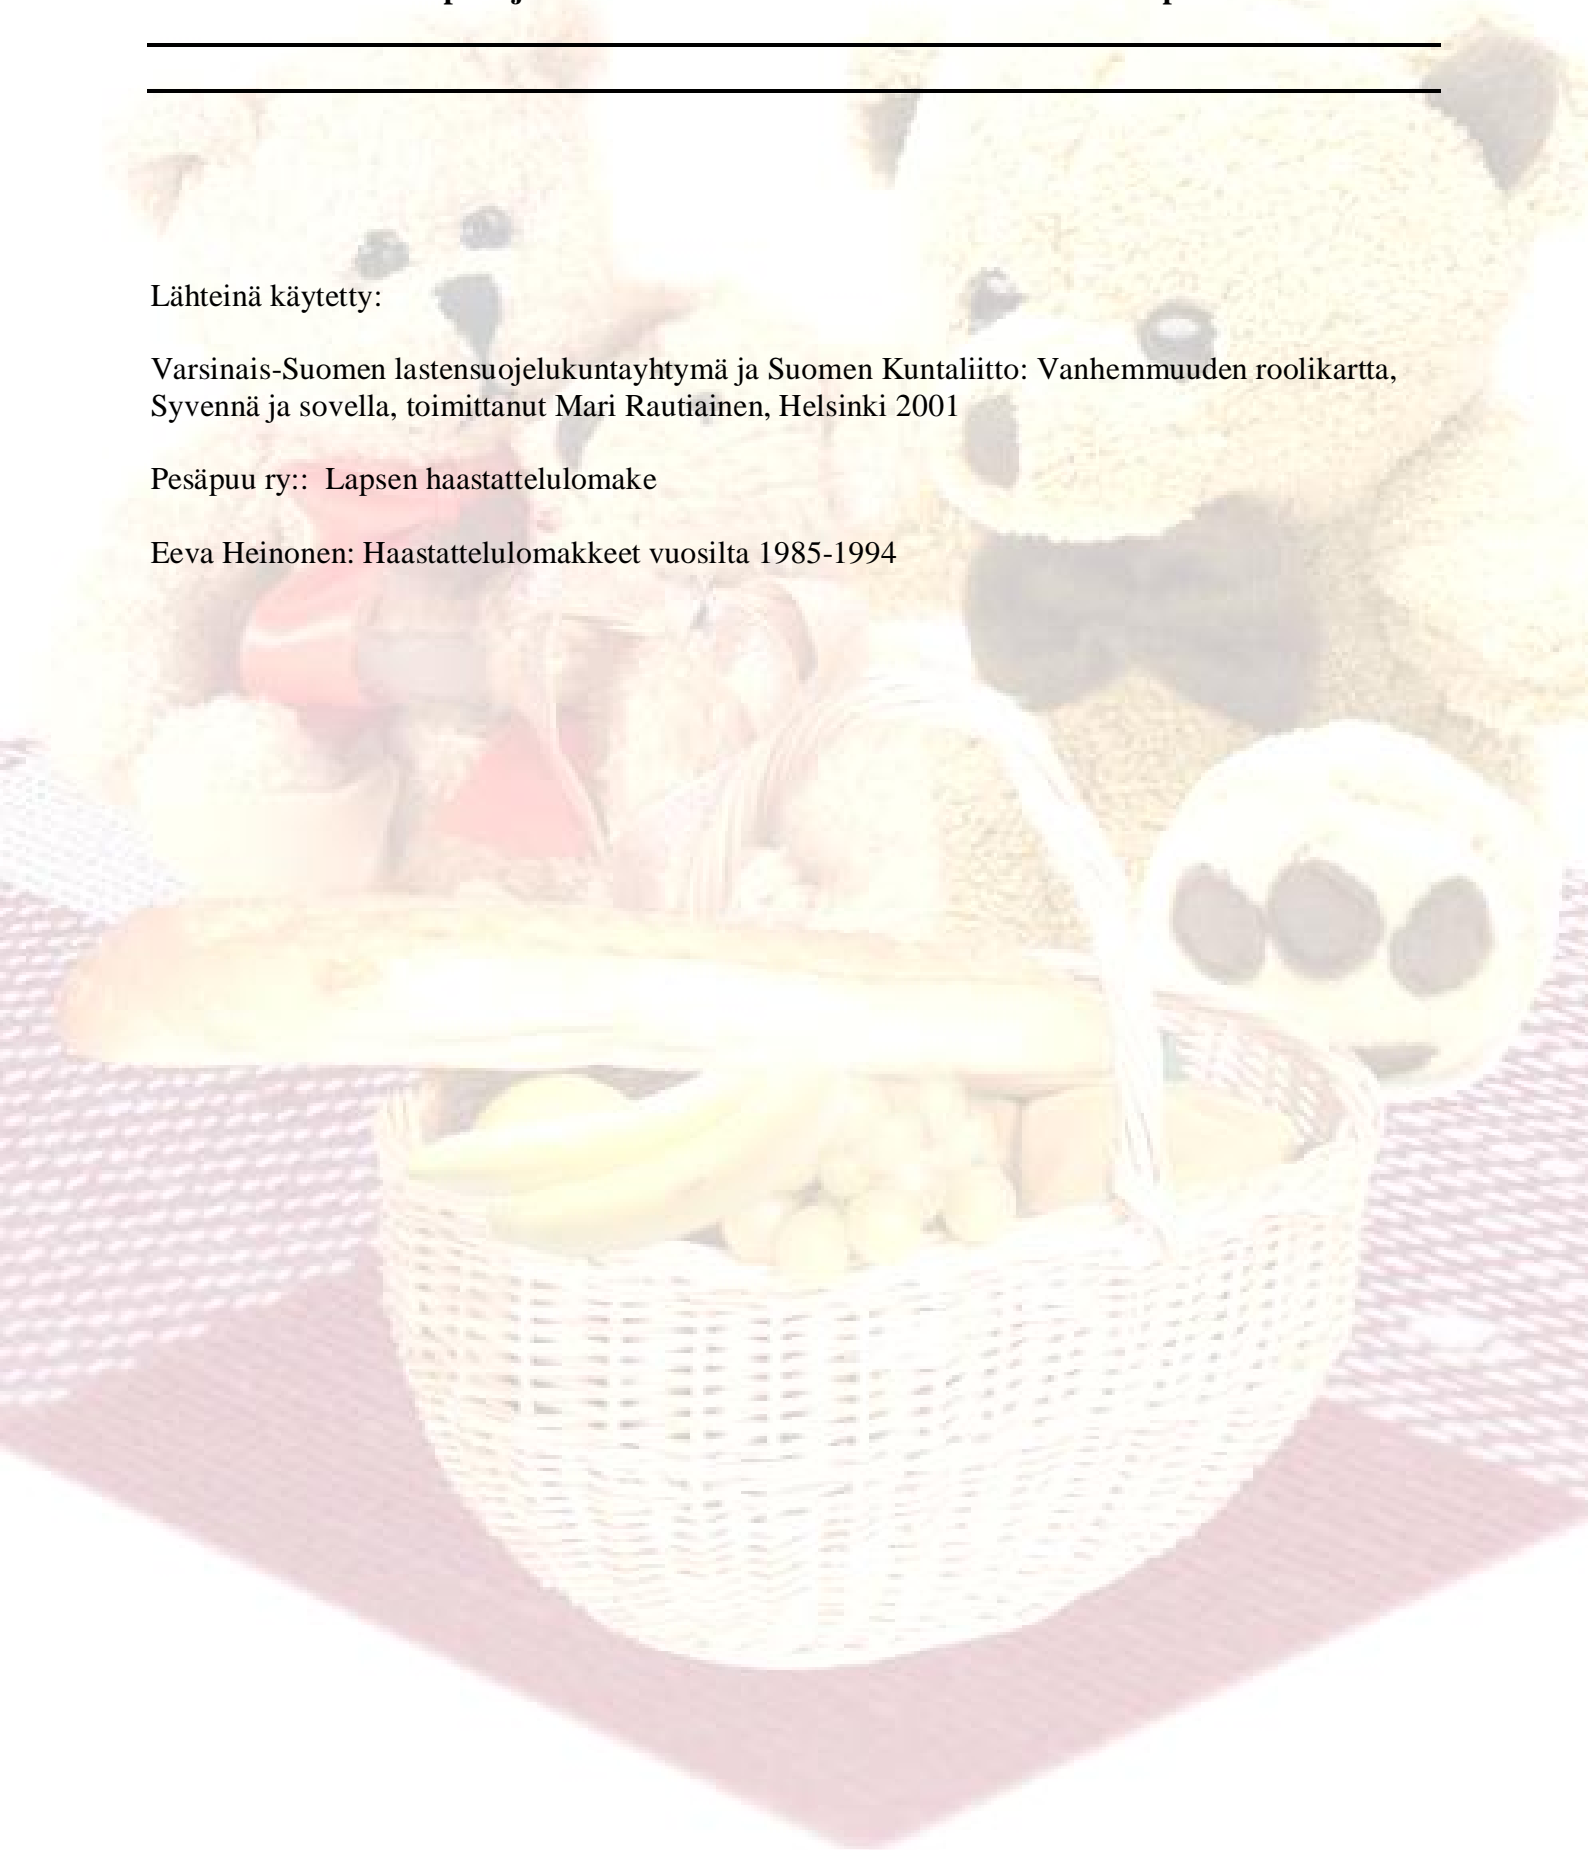 Lähteinä käytetty:
Varsinais-Suomen lastensuojelukuntayhtymä ja Suomen Kuntaliitto: Vanhemmuuden roolikartta,
Syvennä ja sovella, toimittanut Mari Rautiainen, Helsinki 2001
Pesäpuu ry:: Lapsen haastattelulomake
Eeva Heinonen: Haastattelulomakkeet vuosilta 1985-1994